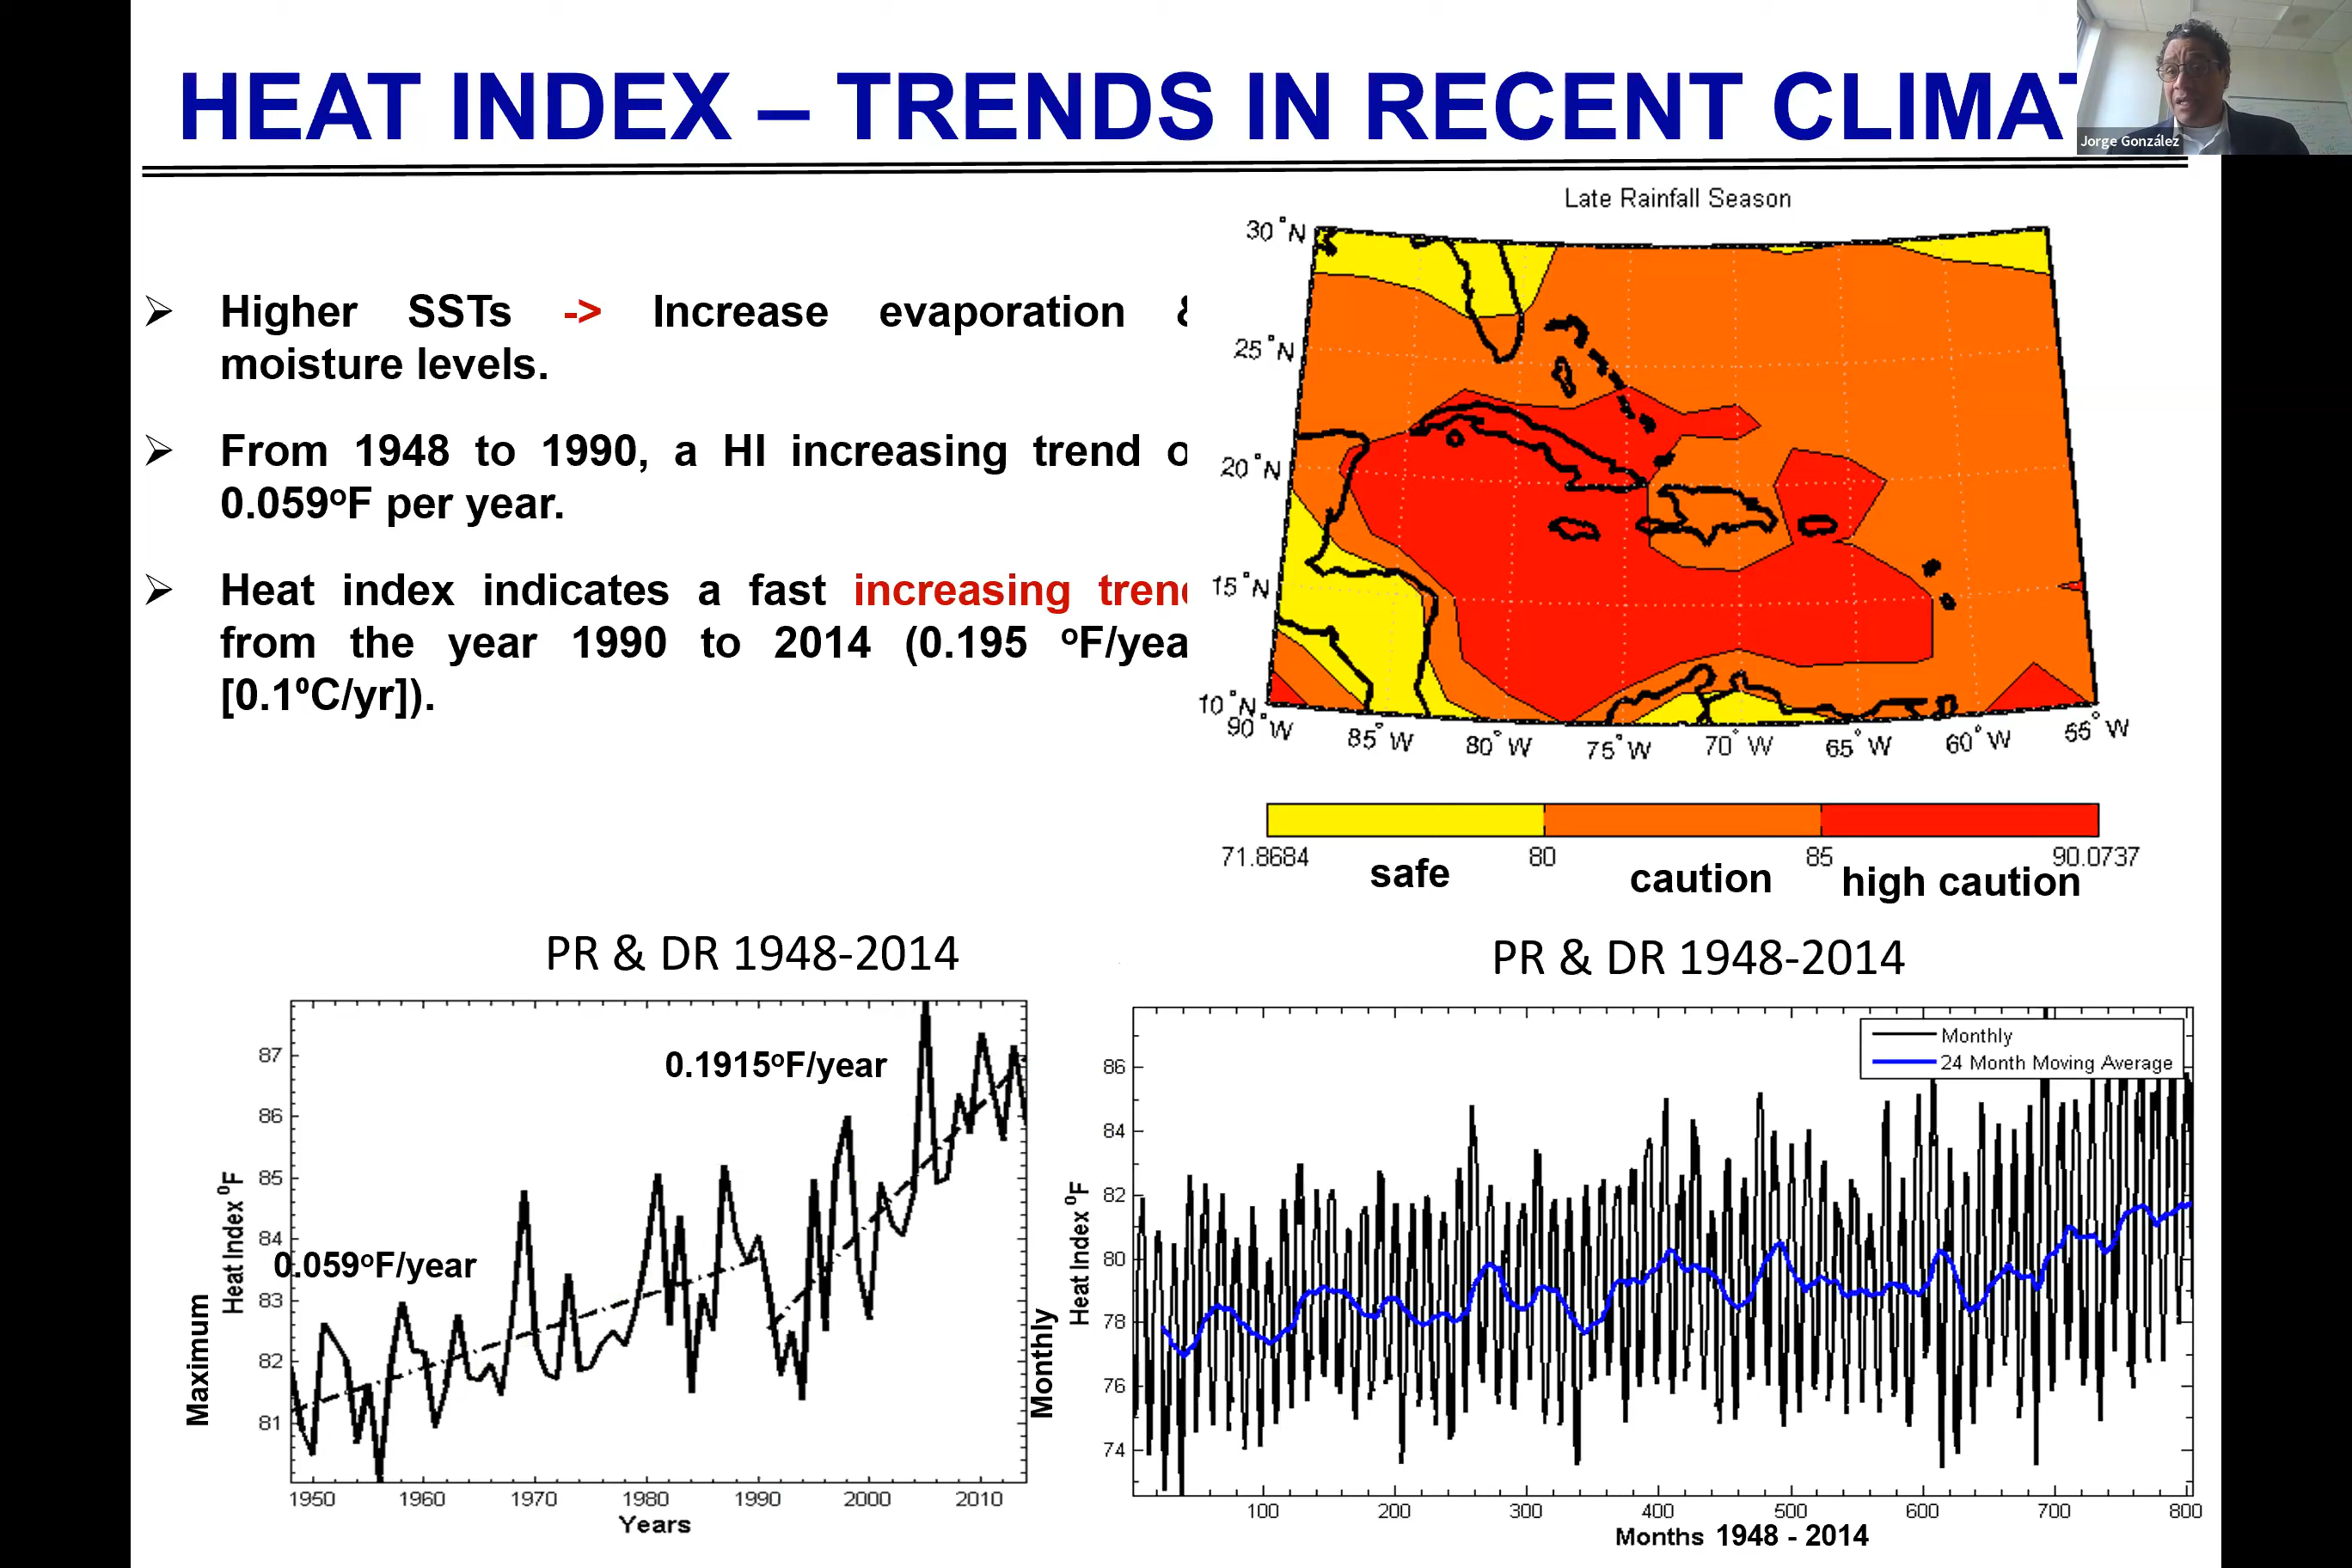 HEAT INDEX – TRENDS IN RECENT CLIMAT
Jorge González
➢ Higher SSTs -> Increase evaporation &
moisture levels.
➢ From 1948 to 1990, a HI increasing trend o
0.059ºF per year.
➢ Heat index indicates a fast increasing trend
from the year 1990 to 2014 (0.195 ºF/yea
[0.1⁰C/yr]).
Late Rainfall Season
30°N
25°N
20°N
15°N
10°N
90°W 85°W 80°W 75°W 70°W 65°W 60°W 55°W
71.8684 80 85 90.0737
safe caution high caution
PR & DR 1948-2014
0.1915ºF/year
0.059ºF/year
87
86
85
84
83
82
81
Maximum
Heat Index ⁰F
1950 1960 1970 1980 1990 2000 2010
Years
PR & DR 1948-2014
Monthly
24 Month Moving Average
86
84
82
80
78
76
74
Monthly
Heat Index ⁰F
100 200 300 400 500 600 700 800
Months 1948 - 2014